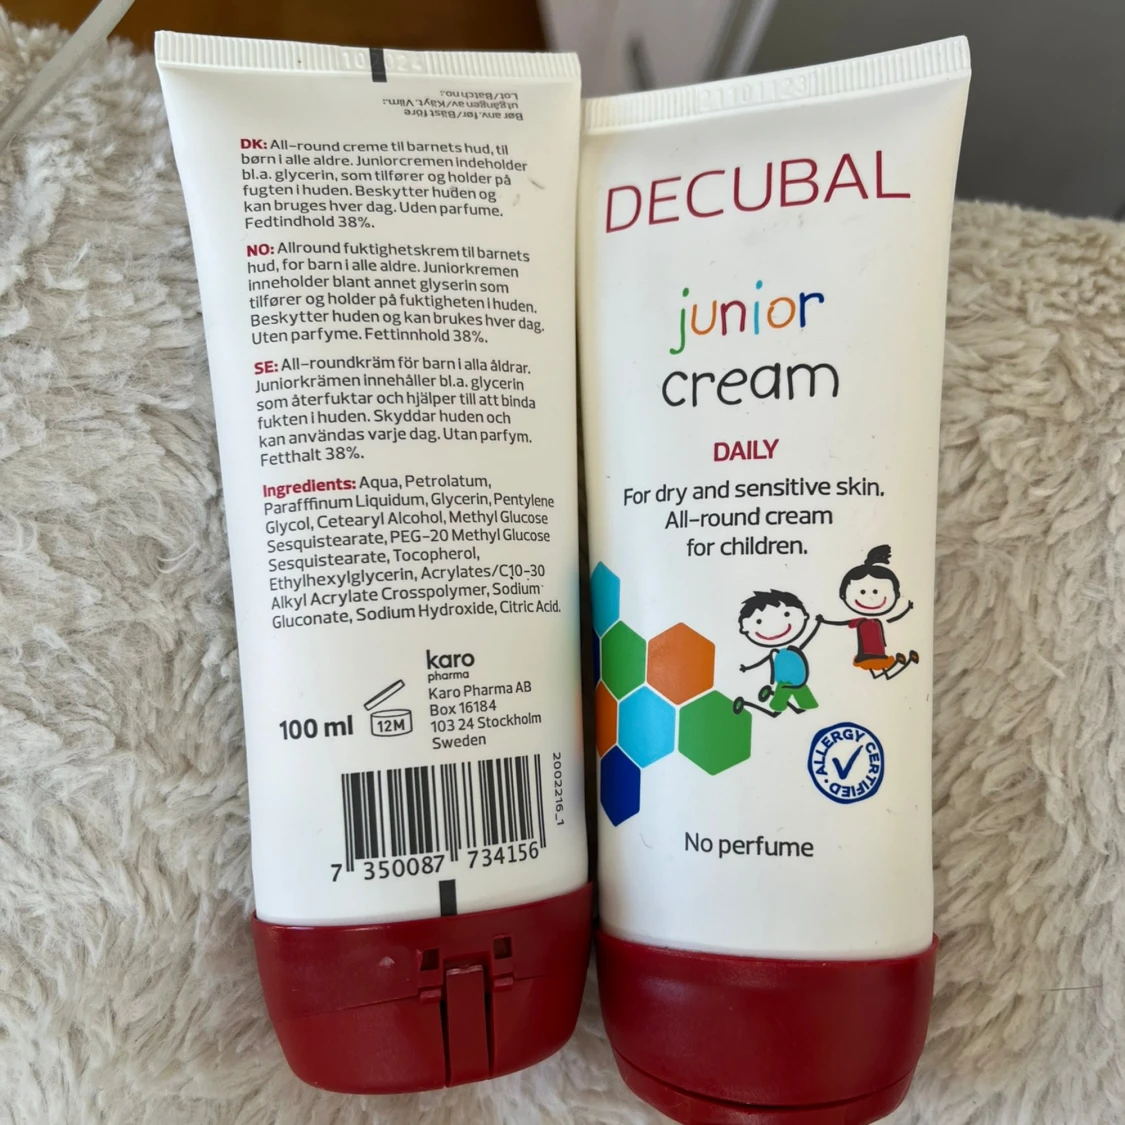 Bør anv. før/Bäst före
utgången av/Käyt. Viim.:
Lot/Batch no.:
DK: All-round creme til barnets hud, til
børn i alle aldre. Juniorcremen indeholder
bl.a. glycerin, som tilfører og holder på
fugten i huden. Beskytter huden og
kan bruges hver dag. Uden parfume.
Fedtindhold 38%.
NO: Allround fuktighetskrem til barnets
hud, for barn i alle aldre. Juniorkremen
inneholder blant annet glyserin som
tilfører og holder på fuktigheten i huden.
Beskytter huden og kan brukes hver dag.
Uten parfyme. Fettinnhold 38%.
SE: All-roundkräm för barn i alla åldrar.
Juniorkrämen innehåller bl.a. glycerin
som återfuktar och hjälper till att binda
fukten i huden. Skyddar huden och
kan användas varje dag. Utan parfym.
Fetthalt 38%.
Ingredients: Aqua, Petrolatum,
Paraffinum Liquidum, Glycerin, Pentylene
Glycol, Cetearyl Alcohol, Methyl Glucose
Sesquistearate, PEG-20 Methyl Glucose
Sesquistearate, Tocopherol,
Ethylhexylglycerin, Acrylates/C10-30
Alkyl Acrylate Crosspolymer, Sodium
Gluconate, Sodium Hydroxide, Citric Acid.
100 ml
12M
karo
pharma
Karo Pharma AB
Box 16184
103 24 Stockholm
Sweden
2002216_1
7 350087 734156
21101123
DECUBAL
junior
cream
DAILY
For dry and sensitive skin.
All-round cream
for children.
ALLERGY CERTIFIED
No perfume